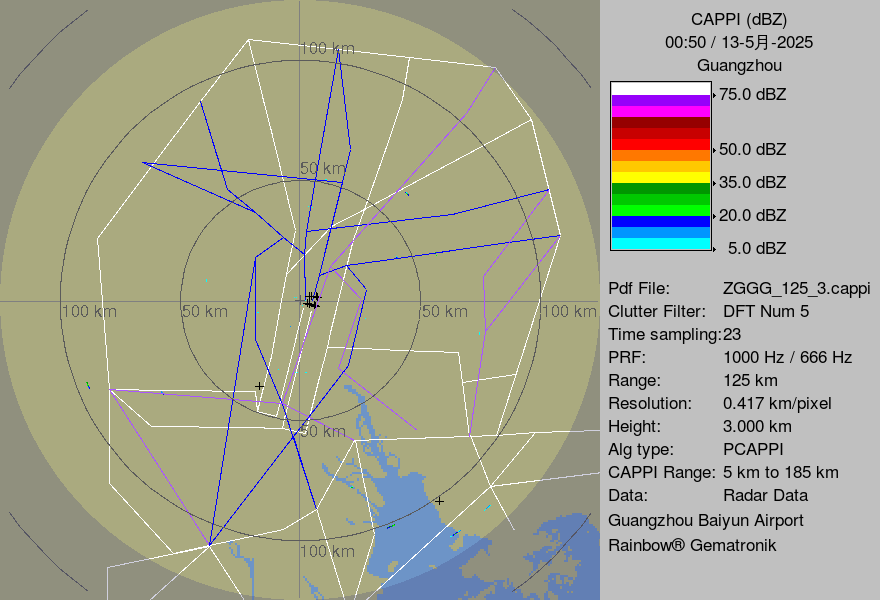 CAPPI (dBZ)
00:50 / 13-5月-2025
Guangzhou
75.0 dBZ
50.0 dBZ
35.0 dBZ
20.0 dBZ
5.0 dBZ
Pdf File: ZGGG_125_3.cappi
Clutter Filter: DFT Num 5
Time sampling:23
PRF: 1000 Hz / 666 Hz
Range: 125 km
Resolution: 0.417 km/pixel
Height: 3.000 km
Alg type: PCAPPI
CAPPI Range: 5 km to 185 km
Data: Radar Data
Guangzhou Baiyun Airport
Rainbow® Gematronik
100 km
50 km
100 km 50 km 50 km 100 km
50 km
100 km